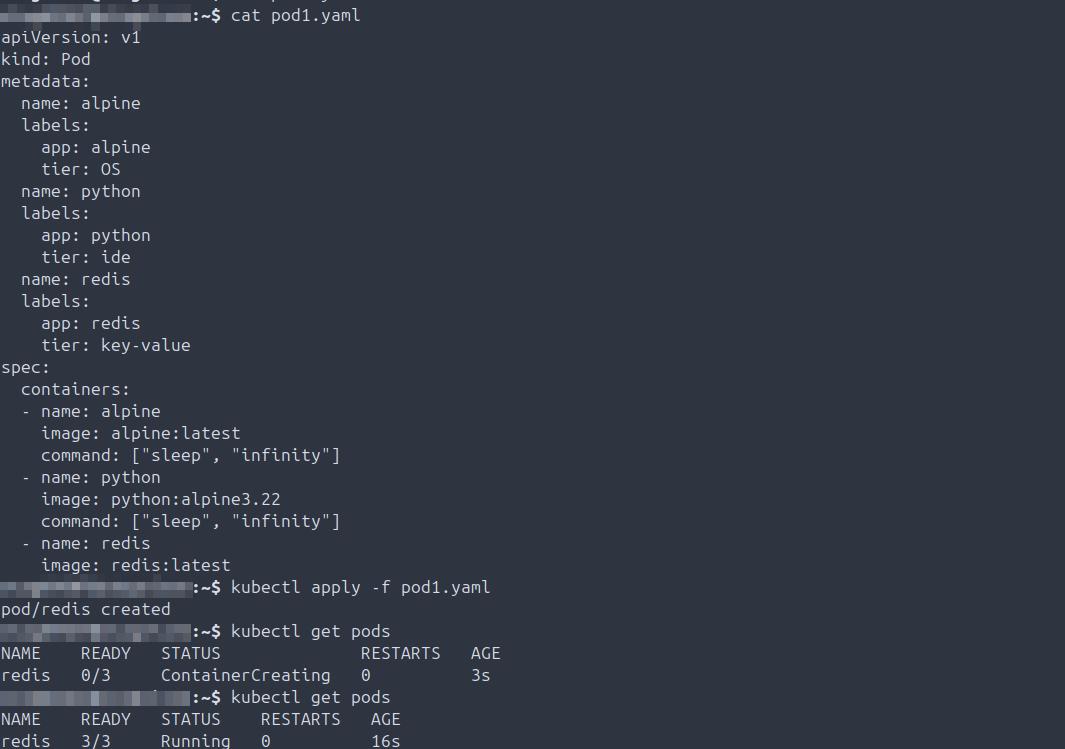 :~$ cat pod1.yaml
apiVersion: v1
kind: Pod
metadata:
  name: alpine
  labels:
    app: alpine
    tier: OS
  name: python
  labels:
    app: python
    tier: ide
  name: redis
  labels:
    app: redis
    tier: key-value
spec:
  containers:
  - name: alpine
    image: alpine:latest
    command: ["sleep", "infinity"]
  - name: python
    image: python:alpine3.22
    command: ["sleep", "infinity"]
  - name: redis
    image: redis:latest
:~$ kubectl apply -f pod1.yaml
pod/redis created
:~$ kubectl get pods
NAME    READY   STATUS              RESTARTS   AGE
redis   0/3     ContainerCreating   0          3s
:~$ kubectl get pods
NAME    READY   STATUS    RESTARTS   AGE
redis   3/3     Running   0          16s